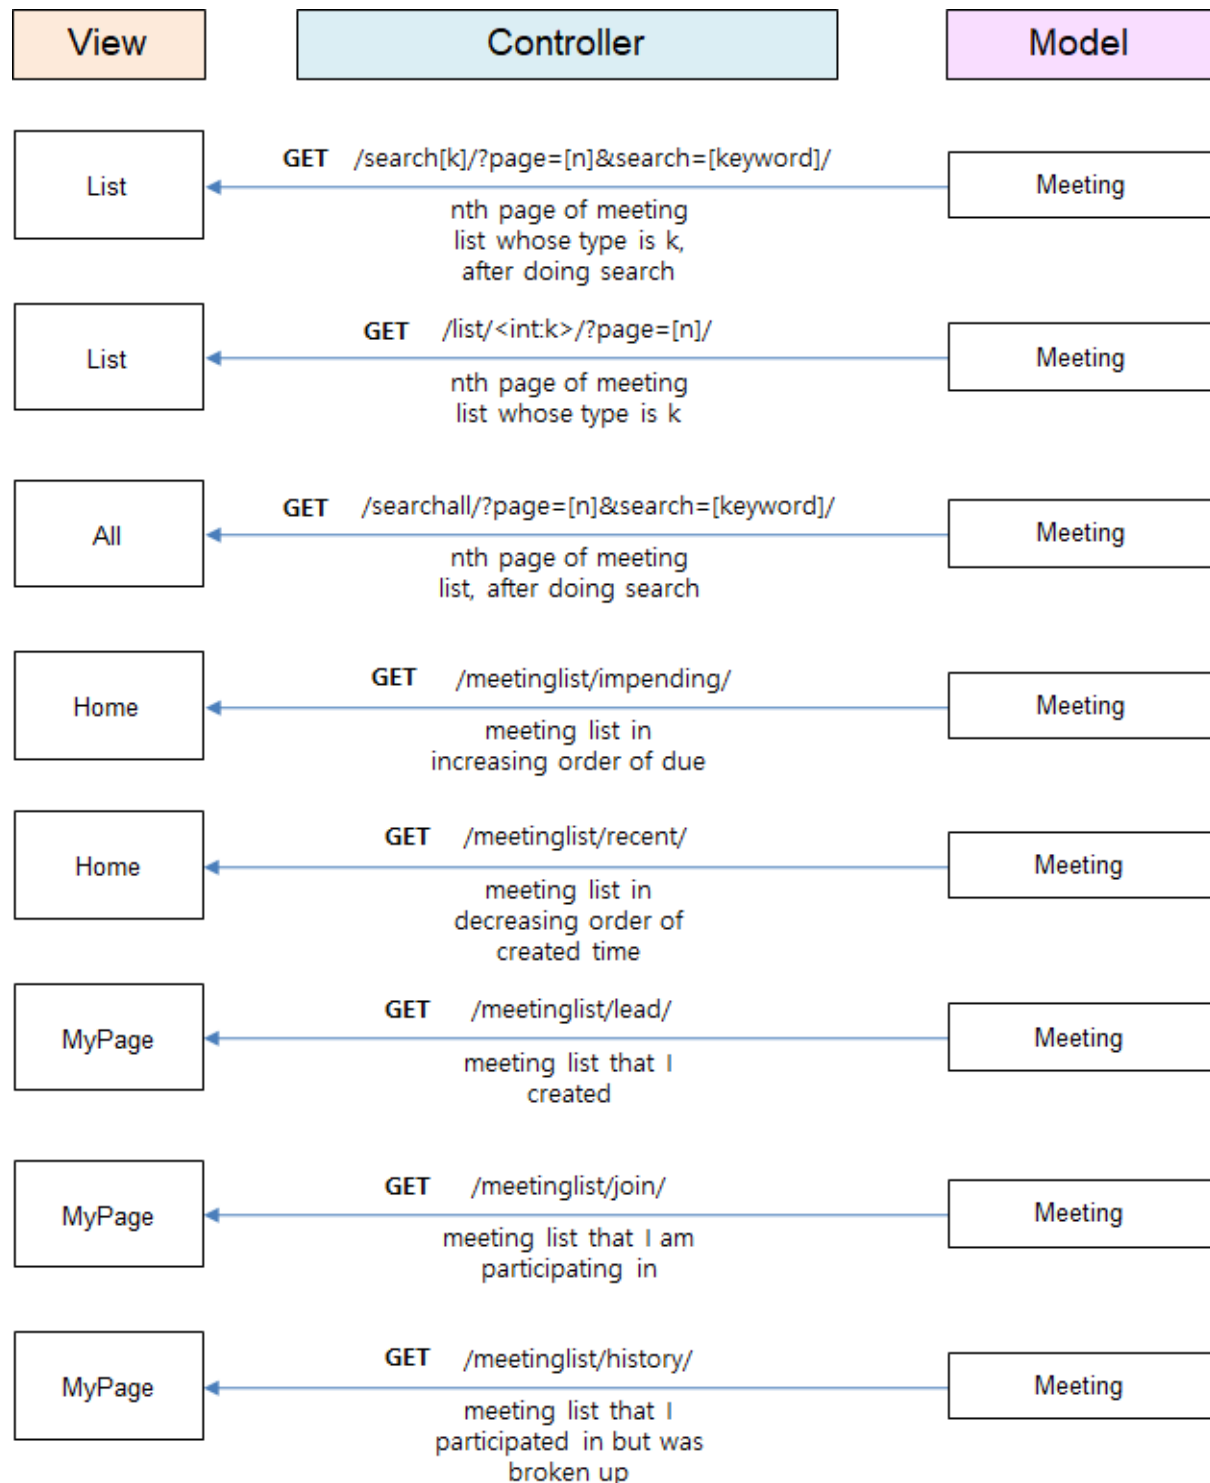 View Controller Model
GET /search[k]/?page=[n]&search=[keyword]/
List Meeting
nth page of meeting
list whose type is k,
after doing search
GET /list/<int:k>/?page=[n]/
List Meeting
nth page of meeting
list whose type is k
GET /searchall/?page=[n]&search=[keyword]/
All Meeting
nth page of meeting
list, after doing search
GET /meetinglist/impending/
Home Meeting
meeting list in
increasing order of due
GET /meetinglist/recent/
Home Meeting
meeting list in
decreasing order of
created time
GET /meetinglist/lead/
MyPage Meeting
meeting list that I
created
GET /meetinglist/join/
MyPage Meeting
meeting list that I am
participating in
GET /meetinglist/history/
MyPage Meeting
meeting list that I
participated in but was
broken up